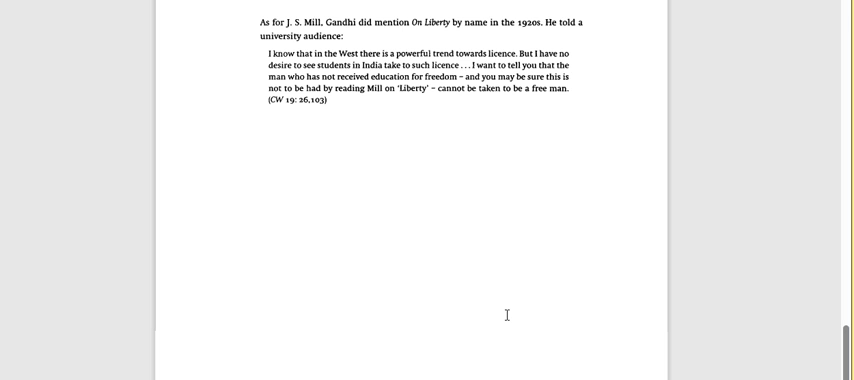 As for J. S. Mill, Gandhi did mention On Liberty by name in the 1920s. He told a
university audience:
I know that in the West there is a powerful trend towards licence. But I have no
desire to see students in India take to such licence . . . I want to tell you that the
man who has not received education for freedom – and you may be sure this is
not to be had by reading Mill on ‘Liberty’ – cannot be taken to be a free man.
(CW 19: 26,103)